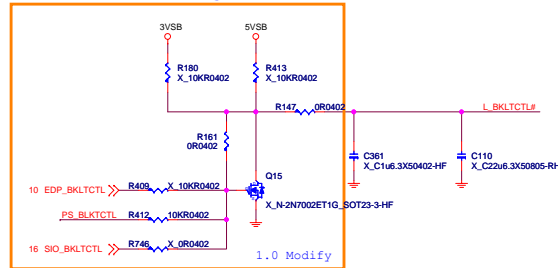 3VSB
5VSB
R180
X_10KR0402
R413
X_10KR0402
R147
0R0402
L_BKLTCTL#
R161
0R0402
C361
X_C1u6.3X50402-HF
C110
X_C22u6.3X50805-RH
Q15
10 EDP_BKLTCTL
R409
X_10KR0402
X_N-2N7002ET1G_SOT23-3-HF
PS_BLKTCTL
R412
10KR0402
16 SIO_BKLTCTL
R746
X_0R0402
1.0 Modify